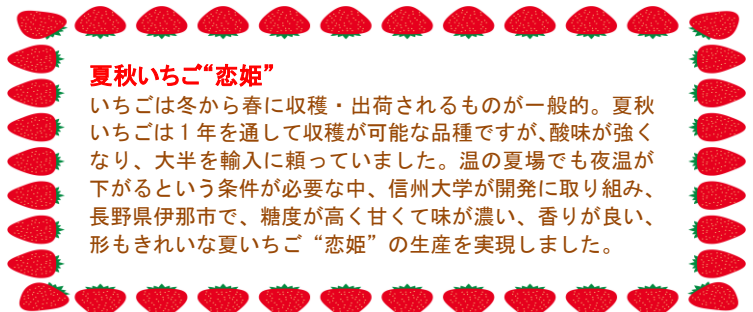 夏秋いちご“恋姫”
いちごは冬から春に収穫・出荷されるものが一般的。夏秋
いちごは１年を通して収穫が可能な品種ですが、酸味が強く
なり、大半を輸入に頼っていました。温の夏場でも夜温が
下がるという条件が必要な中、信州大学が開発に取り組み、
長野県伊那市で、糖度が高く甘くて味が濃い、香りが良い、
形もきれいな夏いちご“恋姫”の生産を実現しました。